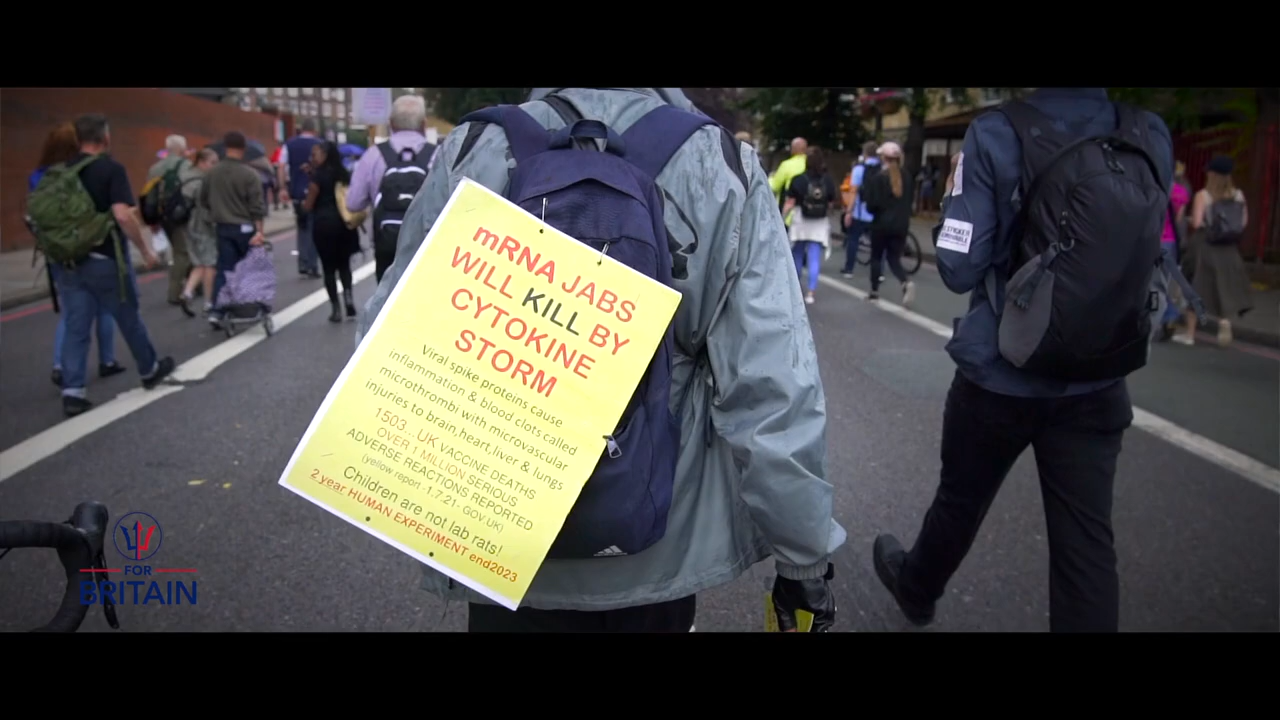 mRNA JABS
WILL KILL BY
CYTOKINE
STORM
Viral spike proteins cause
inflammation & blood clots called
microthrombi with microvascular
injuries to brain, heart, liver & lungs
1503...UK VACCINE DEATHS
OVER 1 MILLION SERIOUS
ADVERSE REACTIONS REPORTED
(yellow report -1.7.21- GOV.UK)
Children are not lab rats!
2 year HUMAN EXPERIMENT end2023
FOR
BRITAIN